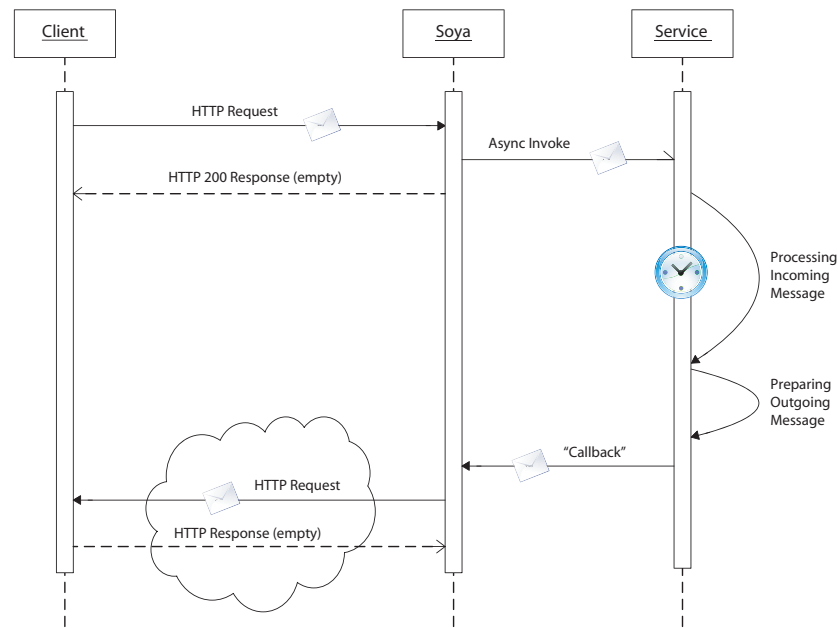 Client
Soya
Service
HTTP Request
Async Invoke
HTTP 200 Response (empty)
Processing
Incoming
Message
Preparing
Outgoing
Message
“Callback”
HTTP Request
HTTP Response (empty)